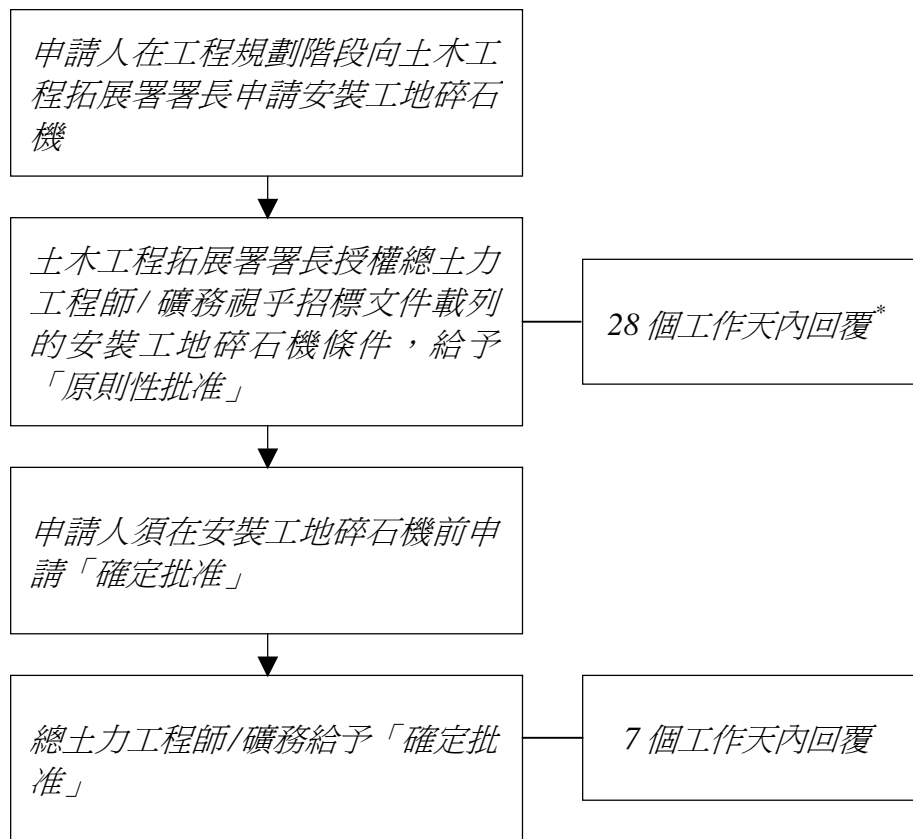 申請人在工程規劃階段向土木工
程拓展署署長申請安裝工地碎石
機
土木工程拓展署署長授權總土力
工程師/礦務視乎招標文件載列
的安裝工地碎石機條件，給予
「原則性批准」
28 個工作天內回覆*
申請人須在安裝工地碎石機前申
請「確定批准」
總土力工程師/礦務給予「確定批
准」
7 個工作天內回覆